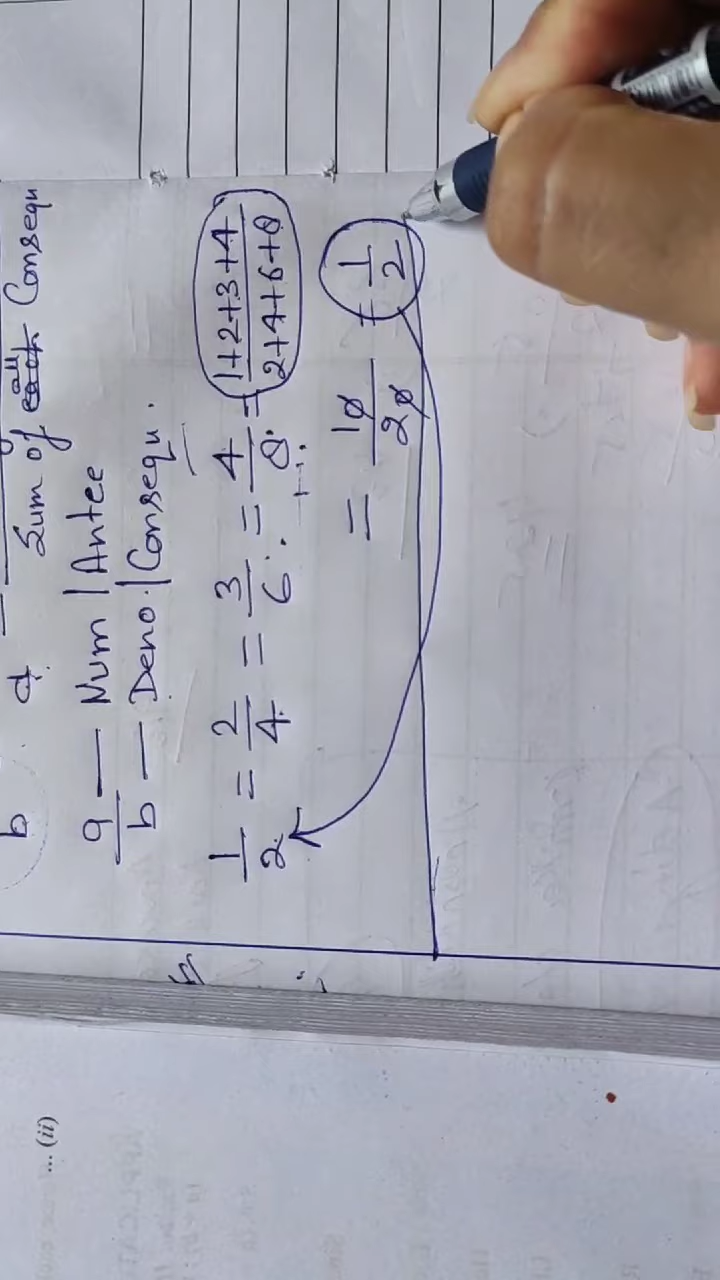 b d = Sum of all Consequ
a/b — Num | Antee
— Deno. | Consequ.
1/2 = 2/4 = 3/6 = 4/8 = 1+2+3+4/2+4+6+8
= 10/20 = 1/2
... (ii)